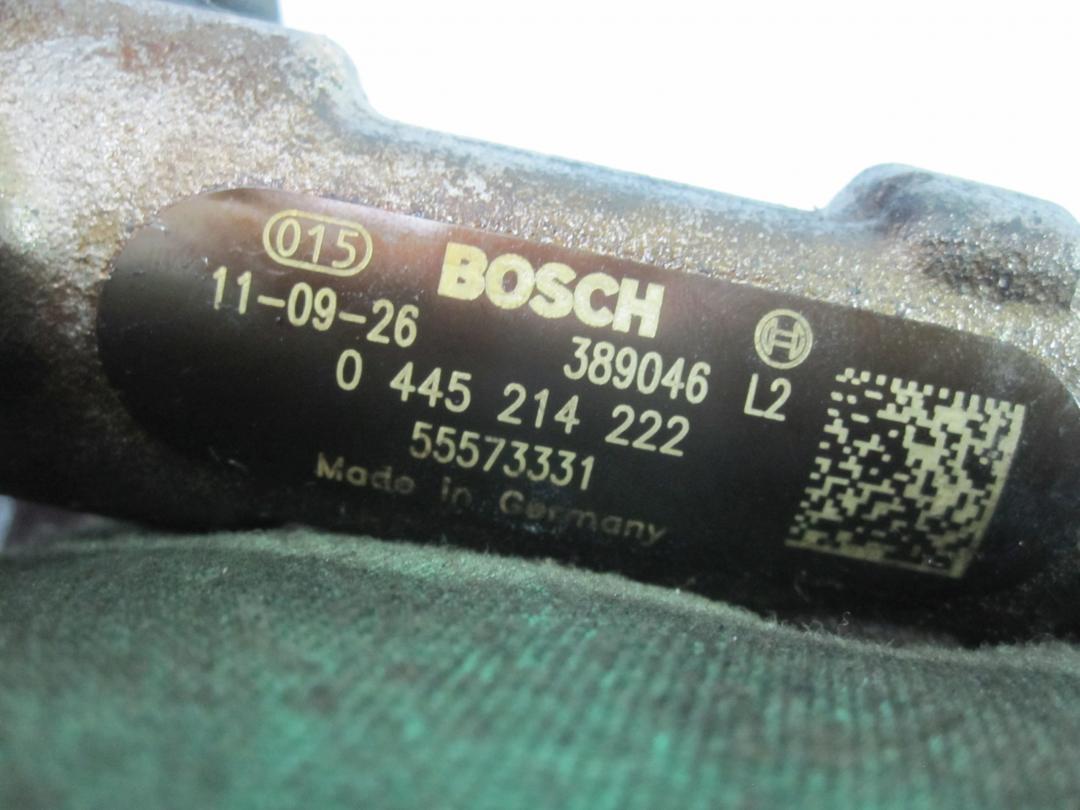 015
BOSCH
11-09-26
389046
L2
0 445 214 222
55573331
Made in Germany